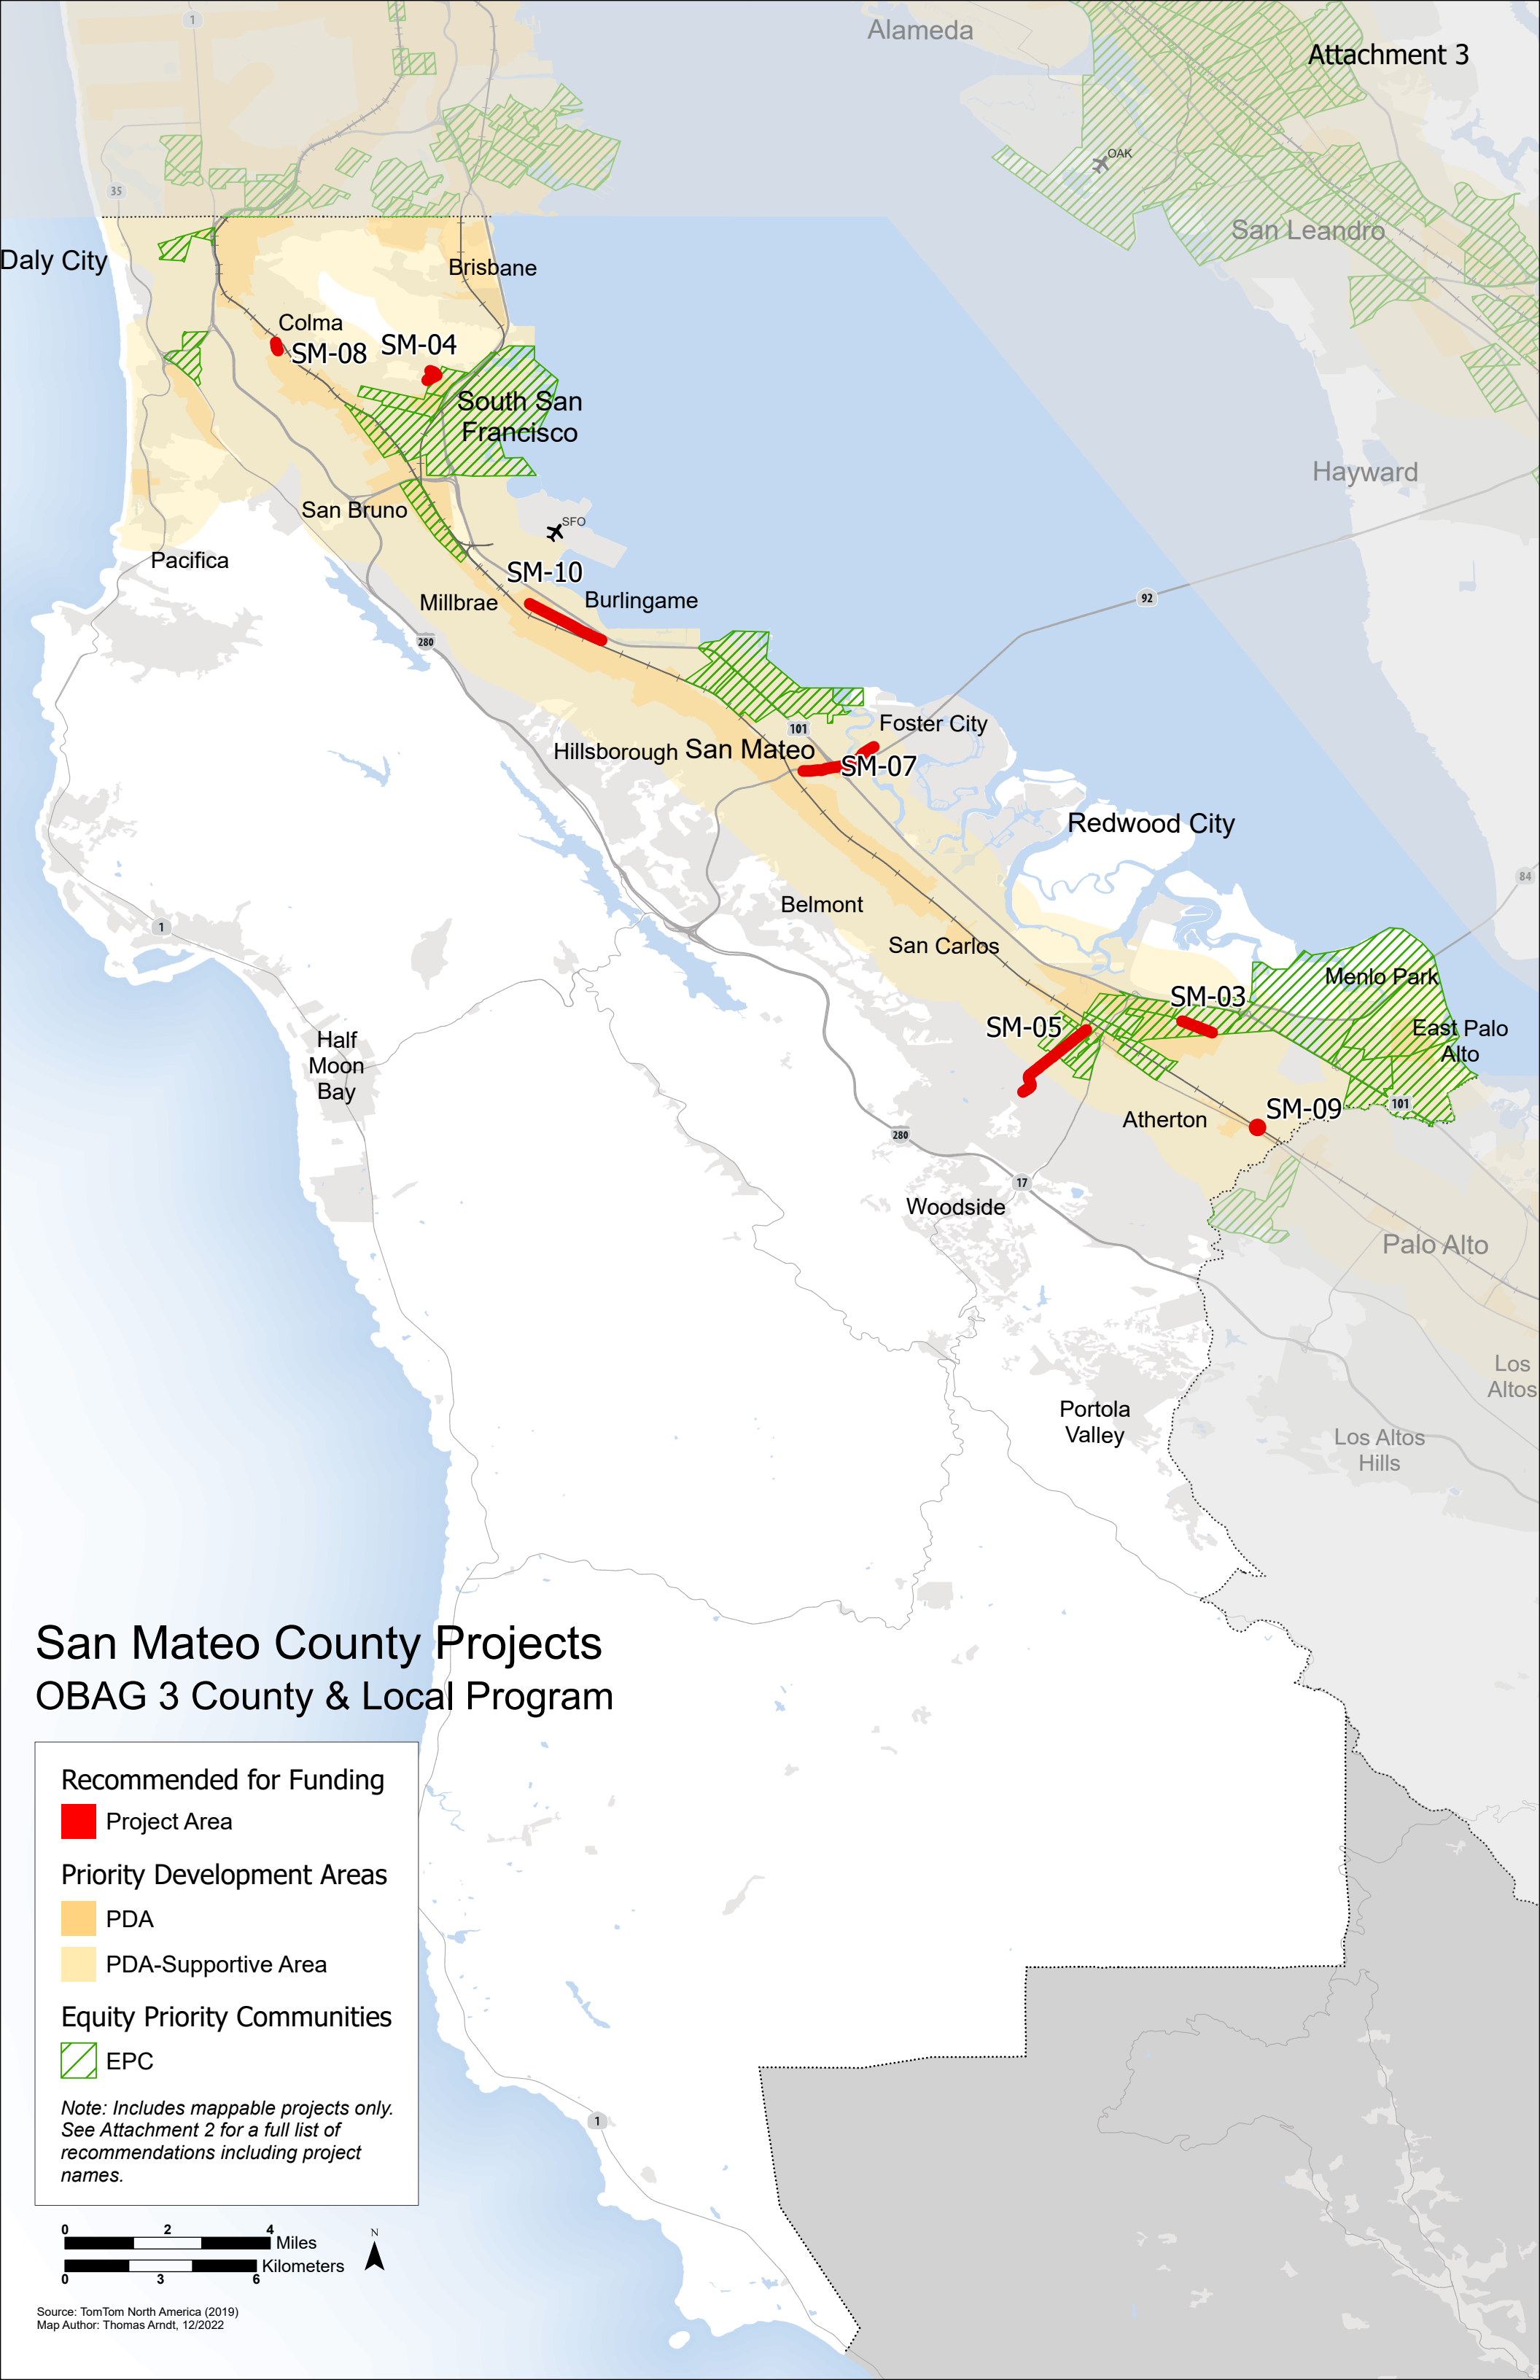 Alameda
Attachment 3
1
OAK
35
San Leandro
Daly City
Brisbane
Colma
SM-08
SM-04
South San
Francisco
Hayward
San Bruno
SFO
Pacifica
SM-10
Millbrae
Burlingame
92
280
Foster City
101
Hillsborough
San Mateo
SM-07
Redwood City
84
Belmont
1
San Carlos
Menlo Park
SM-03
SM-05
East Palo
Alto
Half
Moon
Bay
101
SM-09
Atherton
280
17
Woodside
Palo Alto
Los
Altos
Portola
Valley
Los Altos
Hills
San Mateo County Projects
OBAG 3 County & Local Program
Recommended for Funding
Project Area
Priority Development Areas
PDA
PDA-Supportive Area
Equity Priority Communities
EPC
Note: Includes mappable projects only.
See Attachment 2 for a full list of
recommendations including project
names.
1
0 2 4
Miles
N
Kilometers
0 3 6
Source: TomTom North America (2019)
Map Author: Thomas Arndt, 12/2022